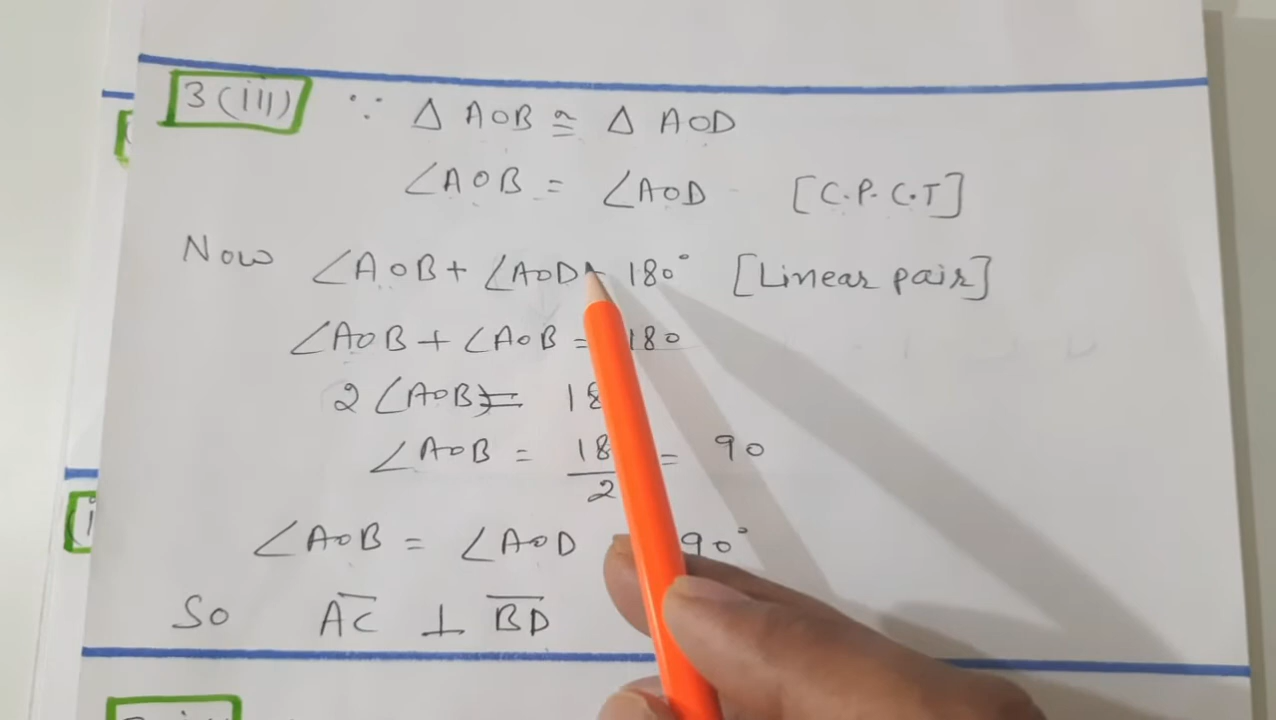 3(iii) ∵ △ AOB ≅ △ AOD
∠AOB = ∠AOD [C.P.C.T]
Now ∠AOB + ∠AOD 180° [Linear pair]
∠AOB + ∠AOB = 180
2 ∠AOB = 18
∠AOB = 18/2 = 90
∠AOB = ∠AOD 90°
So AC ⊥ BD